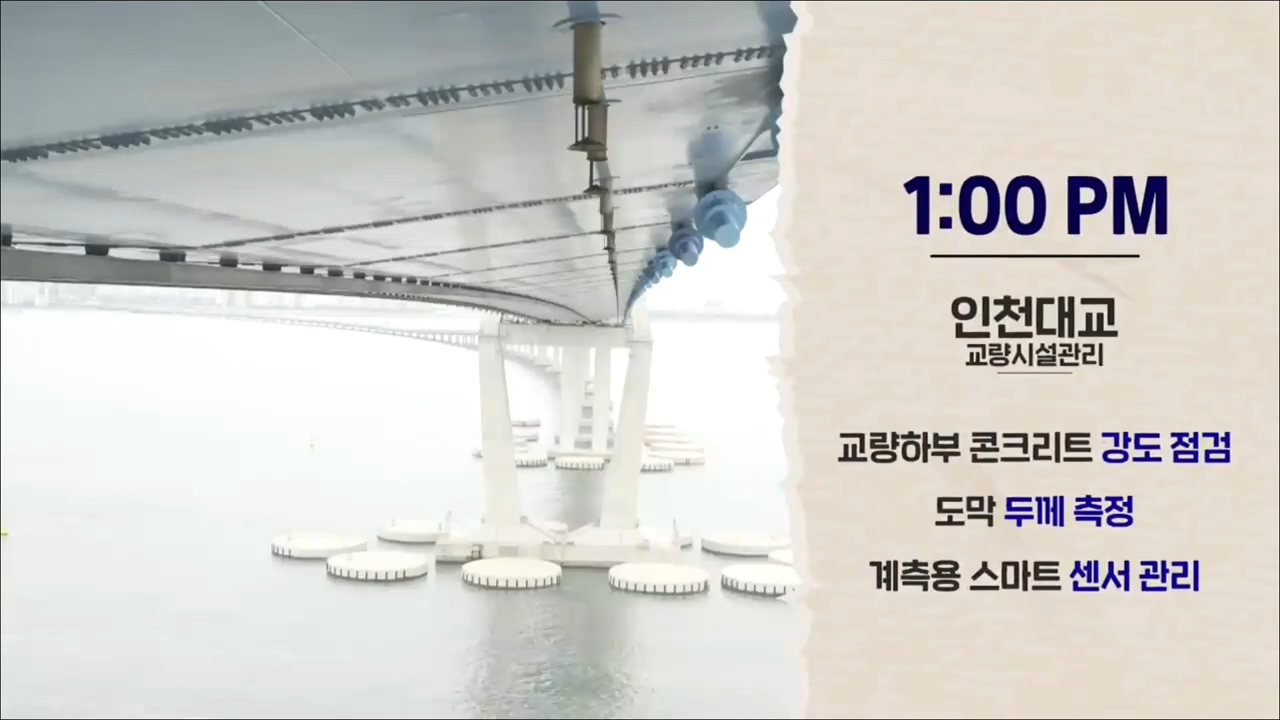 1:00 PM
인천대교
교량시설관리
교량하부 콘크리트 강도 점검
도막 두께 측정
계측용 스마트 센서 관리